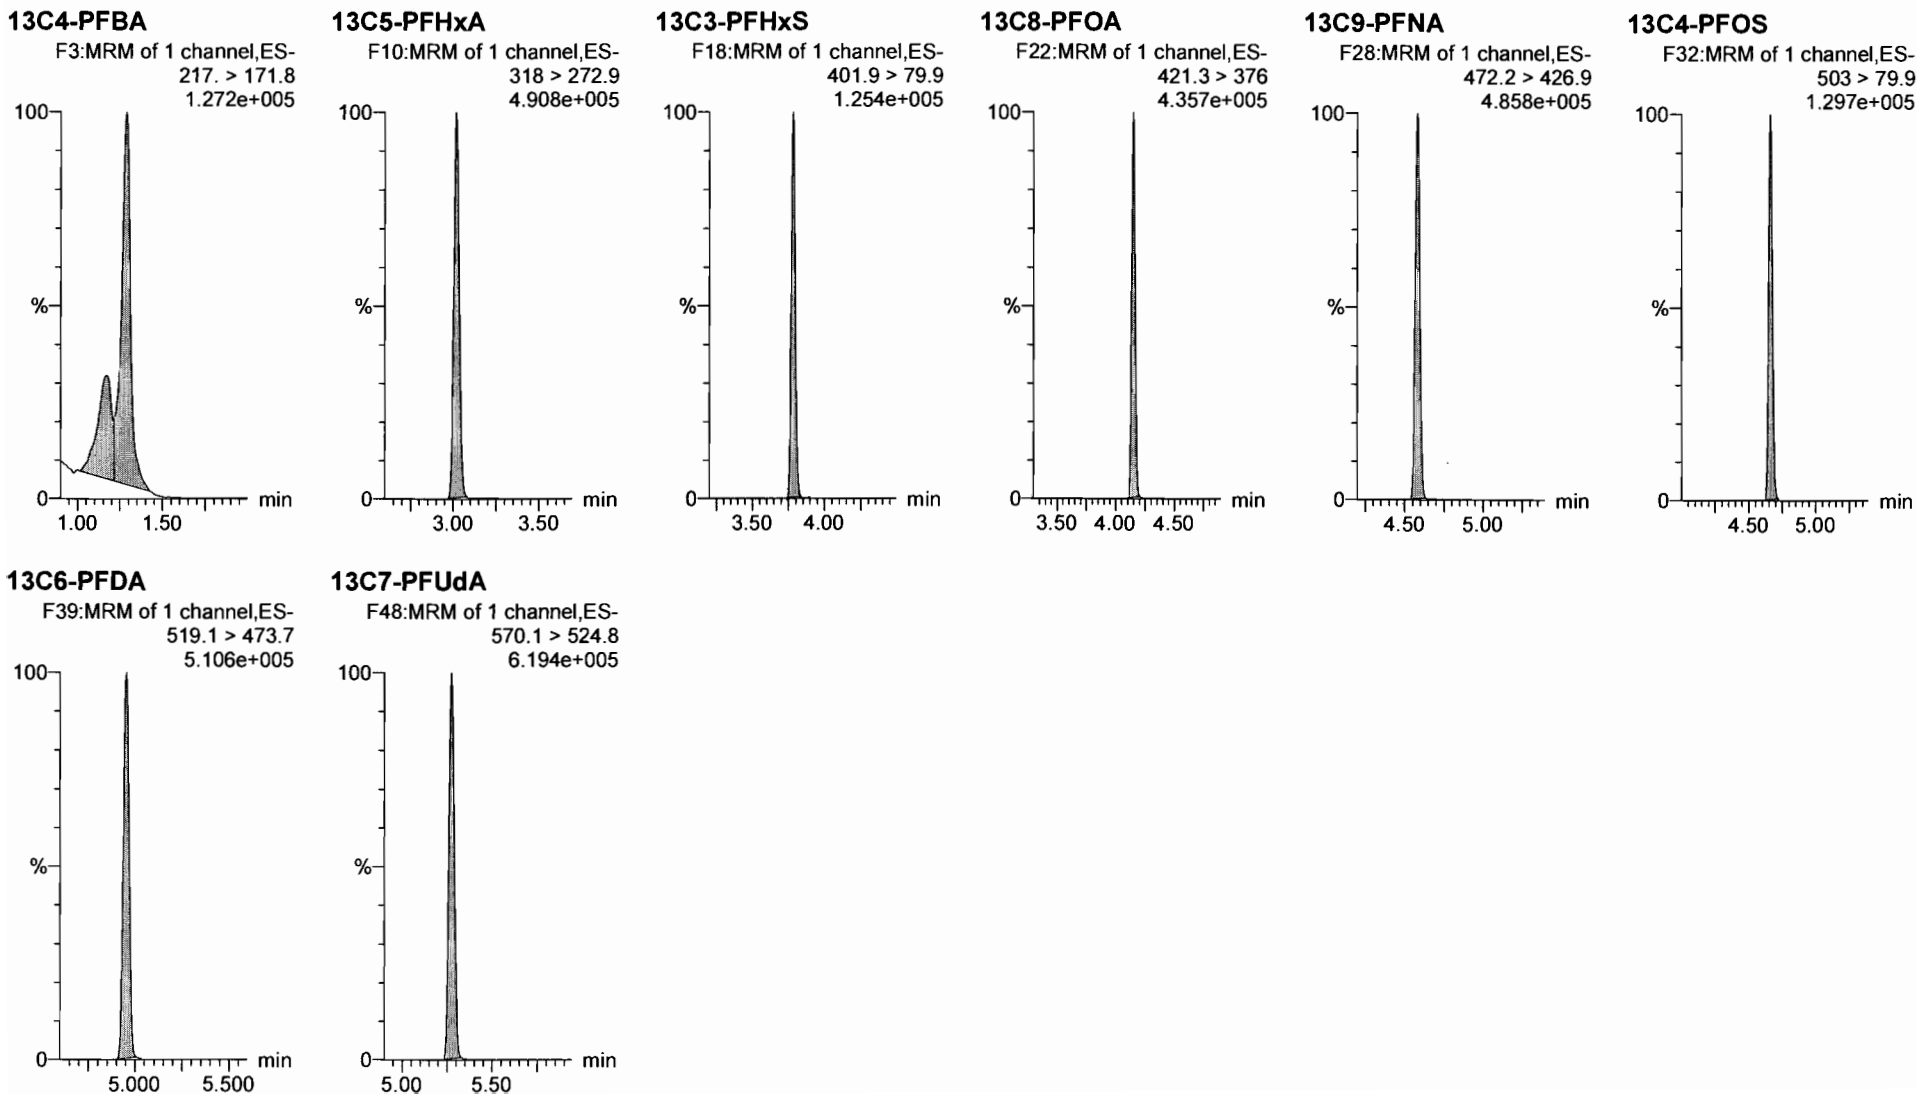 13C4-PFBA
F3:MRM of 1 channel,ES-
217. > 171.8
1.272e+005
100
%
0
min
1.00 1.50
13C5-PFHxA
F10:MRM of 1 channel,ES-
318 > 272.9
4.908e+005
100
%
0
min
3.00 3.50
13C3-PFHxS
F18:MRM of 1 channel,ES-
401.9 > 79.9
1.254e+005
100
%
0
min
3.50 4.00
13C8-PFOA
F22:MRM of 1 channel,ES-
421.3 > 376
4.357e+005
100
%
0
min
3.50 4.00 4.50
13C9-PFNA
F28:MRM of 1 channel,ES-
472.2 > 426.9
4.858e+005
100
%
0
min
4.50 5.00
13C4-PFOS
F32:MRM of 1 channel,ES-
503 > 79.9
1.297e+005
100
%
0
min
4.50 5.00
13C6-PFDA
F39:MRM of 1 channel,ES-
519.1 > 473.7
5.106e+005
100
%
0
min
5.000 5.500
13C7-PFUdA
F48:MRM of 1 channel,ES-
570.1 > 524.8
6.194e+005
100
%
0
min
5.00 5.50